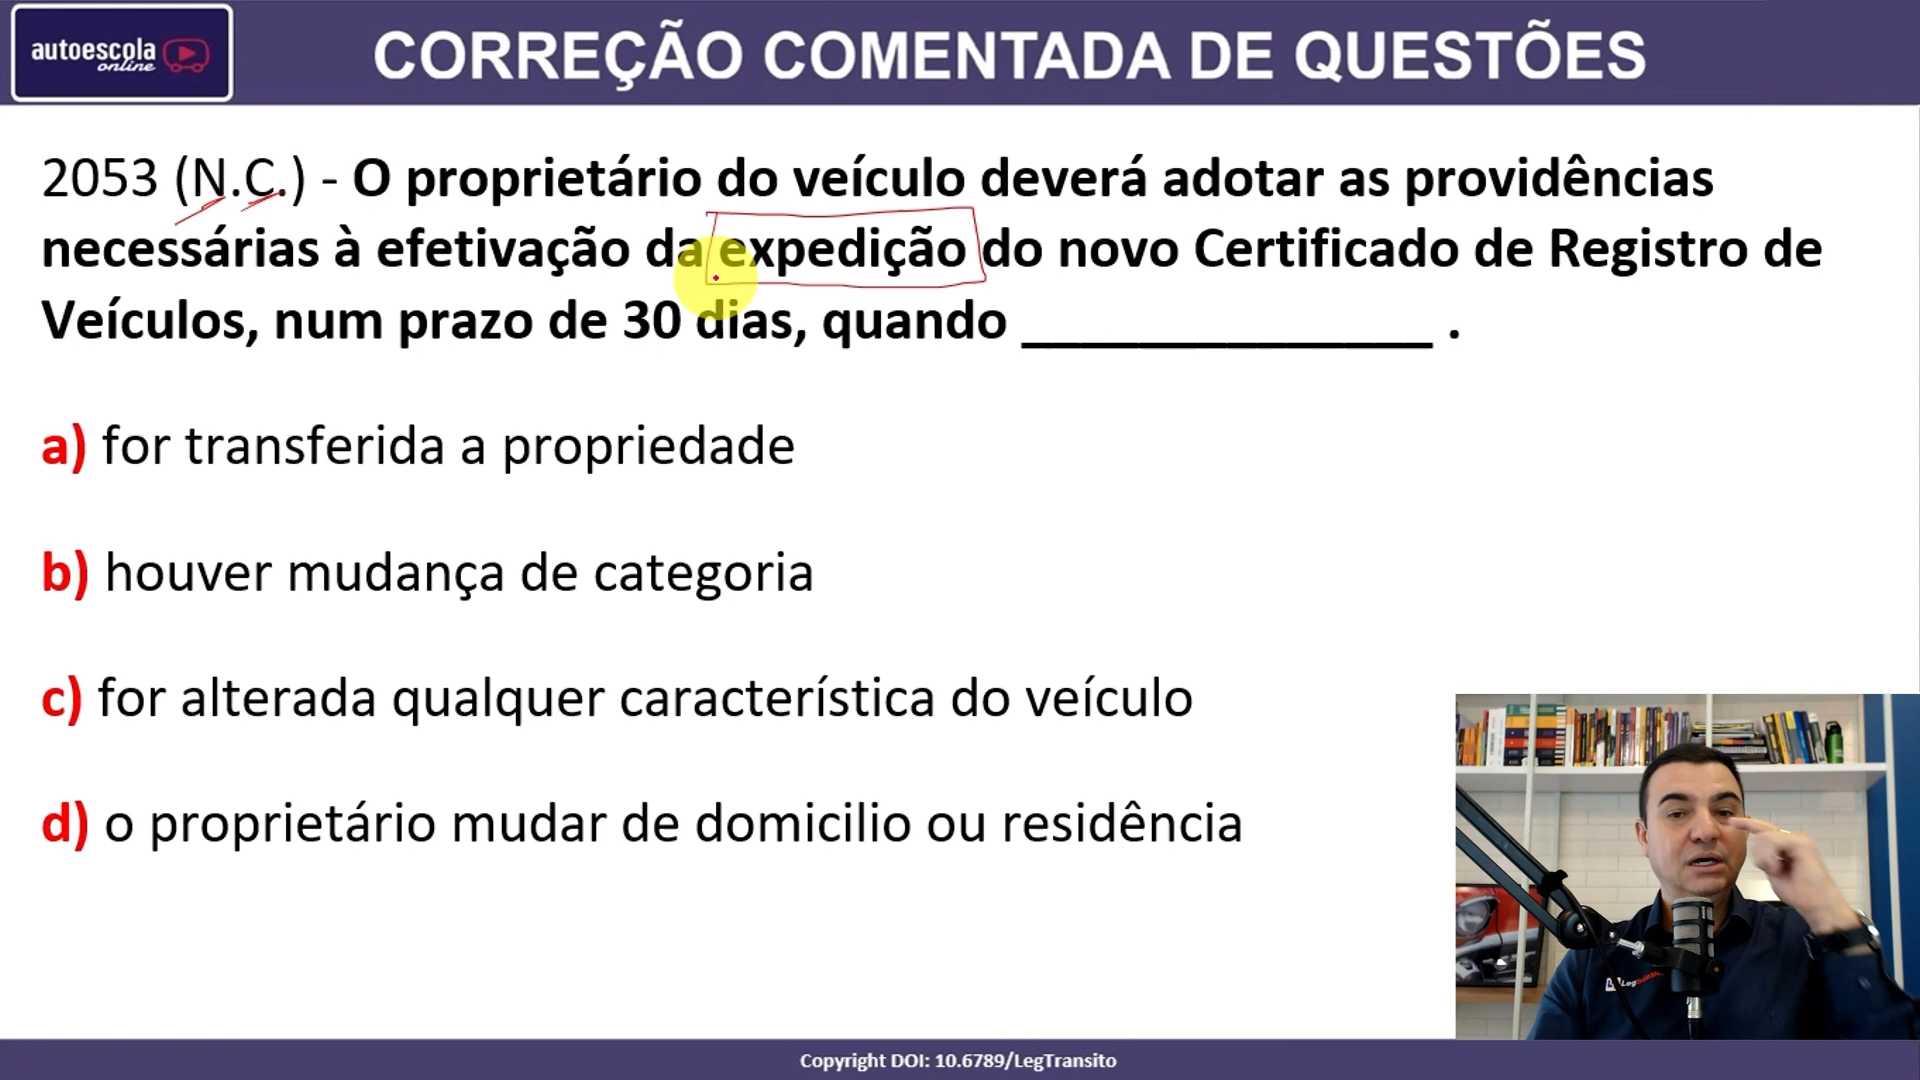 autoescola
online
CORREÇÃO COMENTADA DE QUESTÕES
2053 (N.C.) - O proprietário do veículo deverá adotar as providências
necessárias à efetivação da expedição do novo Certificado de Registro de
Veículos, num prazo de 30 dias, quando ______________ .
a) for transferida a propriedade
b) houver mudança de categoria
c) for alterada qualquer característica do veículo
d) o proprietário mudar de domicilio ou residência
Copyright DOI: 10.6789/LegTransito